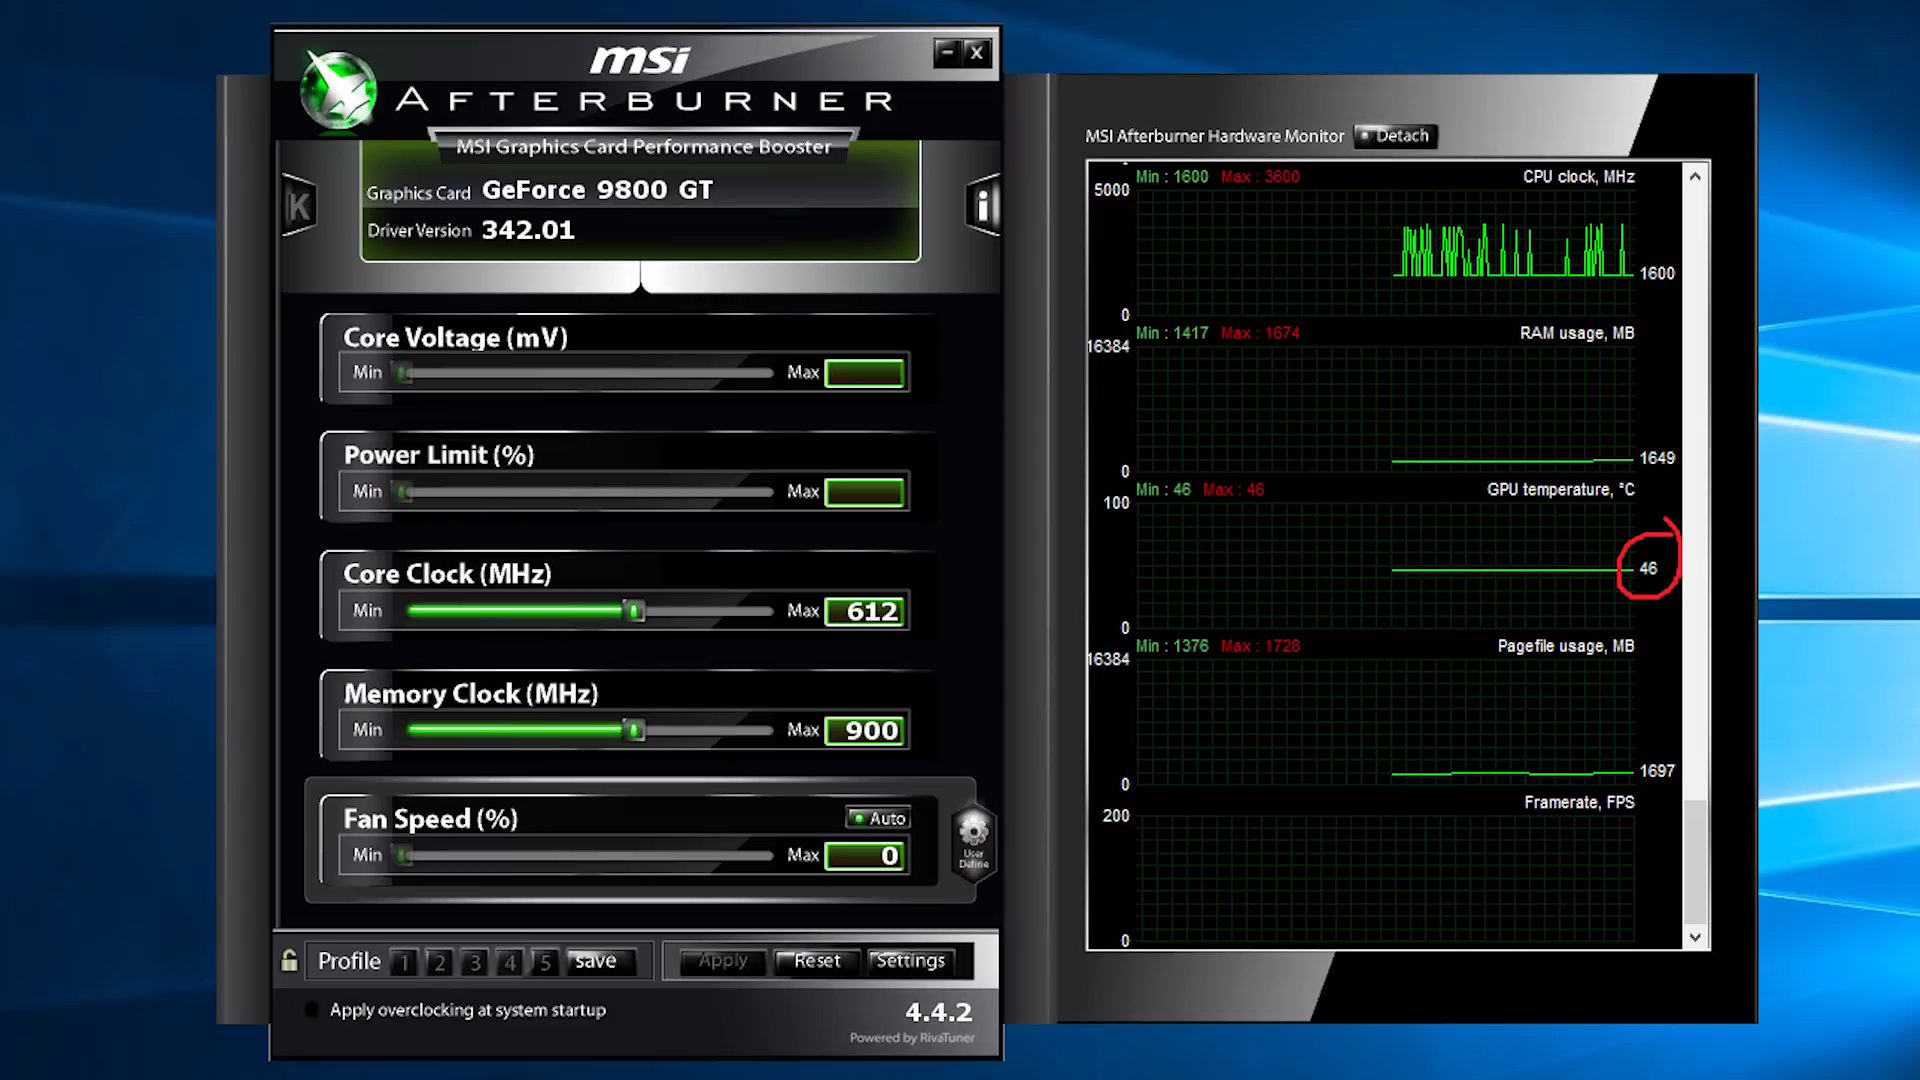 msi
AFTERBURNER
MSI Graphics Card Performance Booster
K
Graphics Card GeForce 9800 GT
i
Driver Version 342.01
Core Voltage (mV)
Min Max
Power Limit (%)
Min Max
Core Clock (MHz)
Min Max 612
Memory Clock (MHz)
Min Max 900
Fan Speed (%) Auto
Min Max 0
User Define
Profile 1 2 3 4 5 save Apply Reset Settings
Apply overclocking at system startup 4.4.2
Powered by RivaTuner
MSI Afterburner Hardware Monitor Detach
Min : 1600 Max : 3600 CPU clock, MHz
5000
1600
0
Min : 1417 Max : 1674 RAM usage, MB
16384
1649
0
Min : 46 Max : 46 GPU temperature, °C
100
46
0
Min : 1376 Max : 1728 Pagefile usage, MB
16384
1697
0
Framerate, FPS
200
0